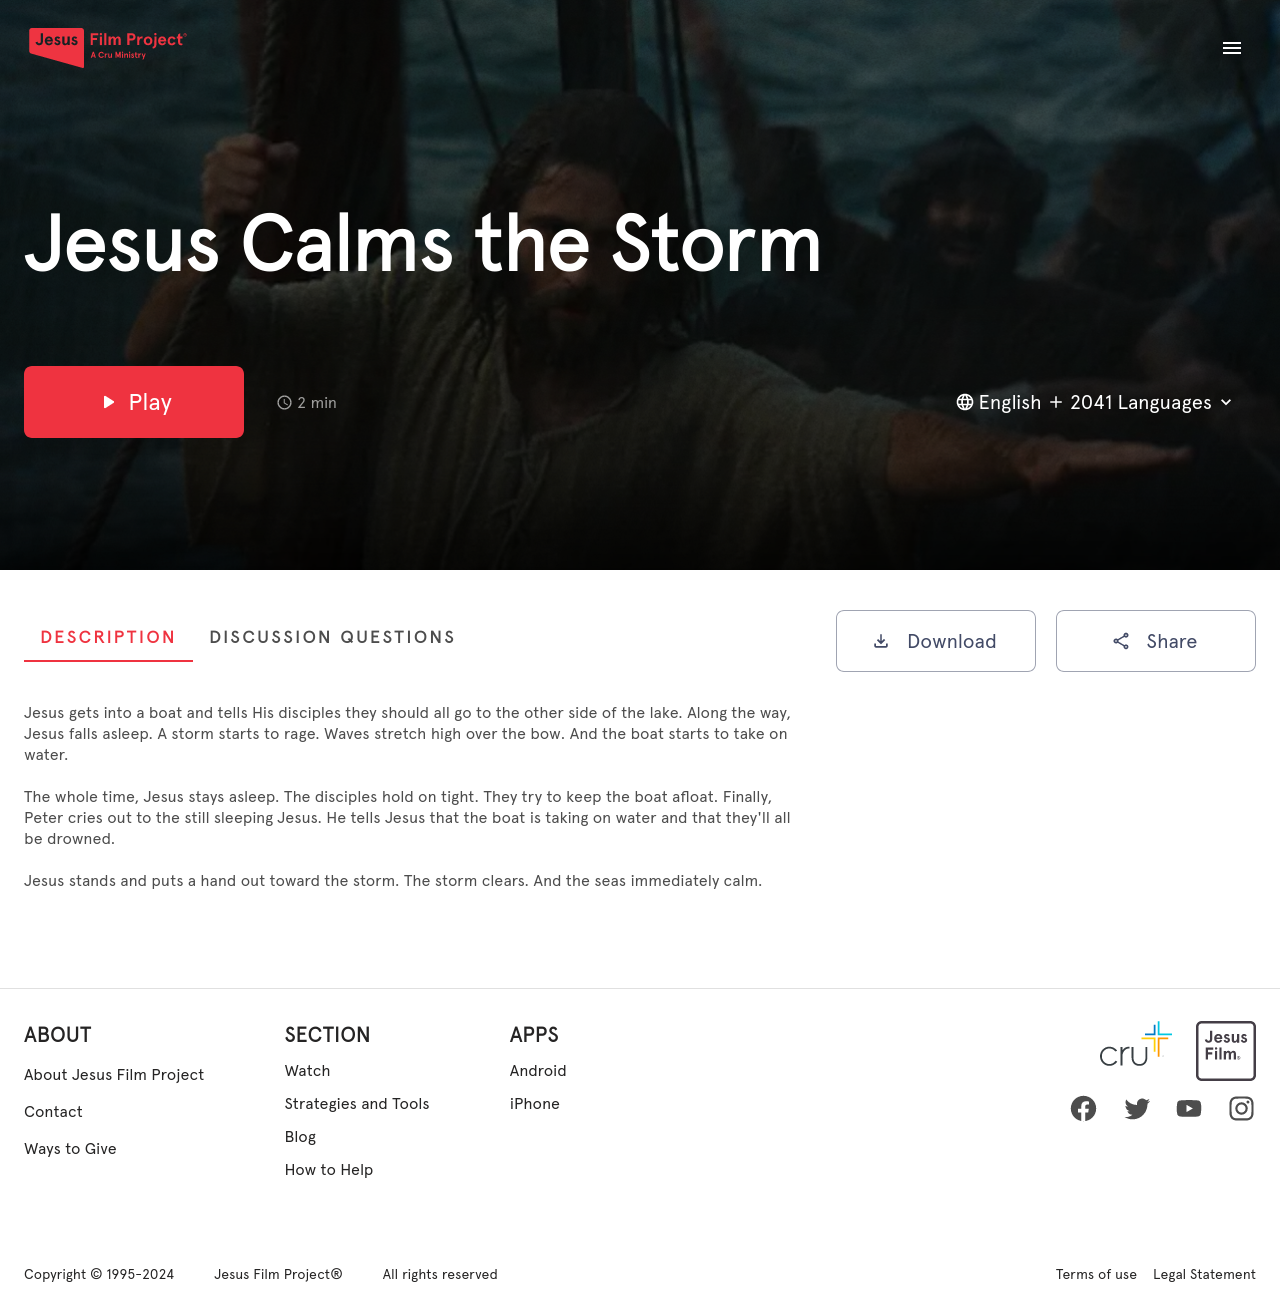 Jesus Film Project®
A Cru Ministry
Jesus Calms the Storm
Play
2 min
English + 2041 Languages
DESCRIPTION
DISCUSSION QUESTIONS
Download
Share
Jesus gets into a boat and tells His disciples they should all go to the other side of the lake. Along the way,
Jesus falls asleep. A storm starts to rage. Waves stretch high over the bow. And the boat starts to take on
water.
The whole time, Jesus stays asleep. The disciples hold on tight. They try to keep the boat afloat. Finally,
Peter cries out to the still sleeping Jesus. He tells Jesus that the boat is taking on water and that they'll all
be drowned.
Jesus stands and puts a hand out toward the storm. The storm clears. And the seas immediately calm.
ABOUT
About Jesus Film Project
Contact
Ways to Give
SECTION
Watch
Strategies and Tools
Blog
How to Help
APPS
Android
iPhone
cru
Jesus
Film®
Copyright © 1995-2024
Jesus Film Project®
All rights reserved
Terms of use
Legal Statement